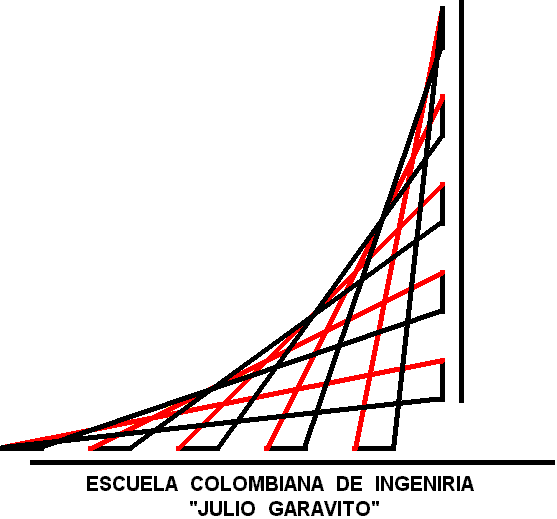 ESCUELA COLOMBIANA DE INGENIRIA
"JULIO GARAVITO"